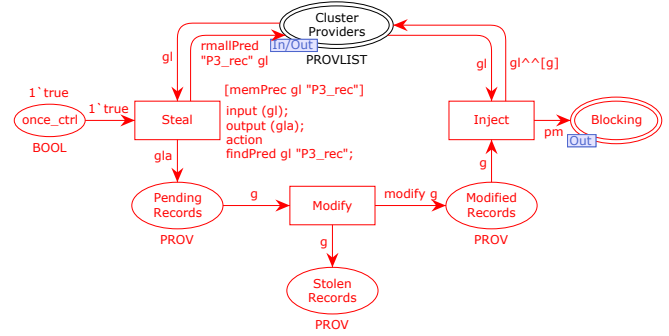 Cluster
Providers
In/Out
PROVLIST
gl
rmallPred
"P3_rec" gl
gl
gl^^[g]
1`true
1`true
once_ctrl
BOOL
Steal
[memPrec gl "P3_rec"]
input (gl);
output (gla);
action
findPred gl "P3_rec";
Inject
pm
Blocking
Out
gla
g
Pending
Records
PROV
g
Modify
modify g
Modified
Records
PROV
g
Stolen
Records
PROV